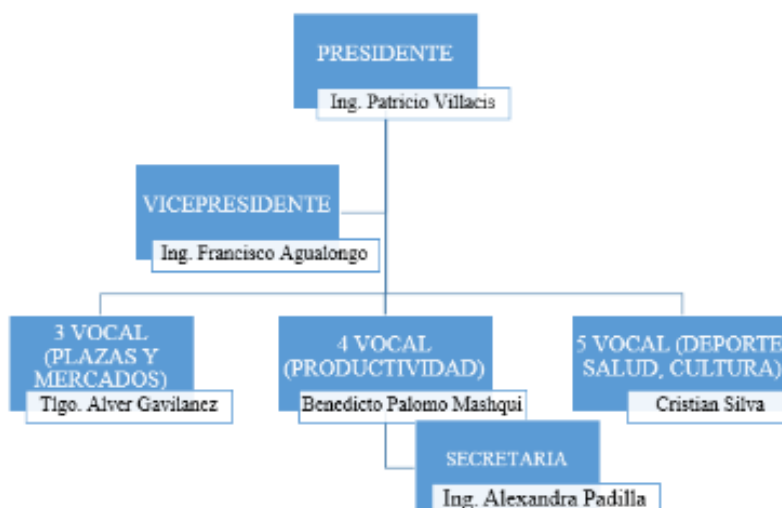 PRESIDENTE
Ing. Patricio Villacis
VICEPRESIDENTE
Ing. Francisco Agualongo
3 VOCAL
(PLAZAS Y
MERCADOS)
Tlgo. Alver Gavilanez
4 VOCAL
(PRODUCTIVIDAD)
Benedicto Palomo Mashqui
5 VOCAL (DEPORTE,
SALUD, CULTURA)
Cristian Silva
SECRETARIA
Ing. Alexandra Padilla